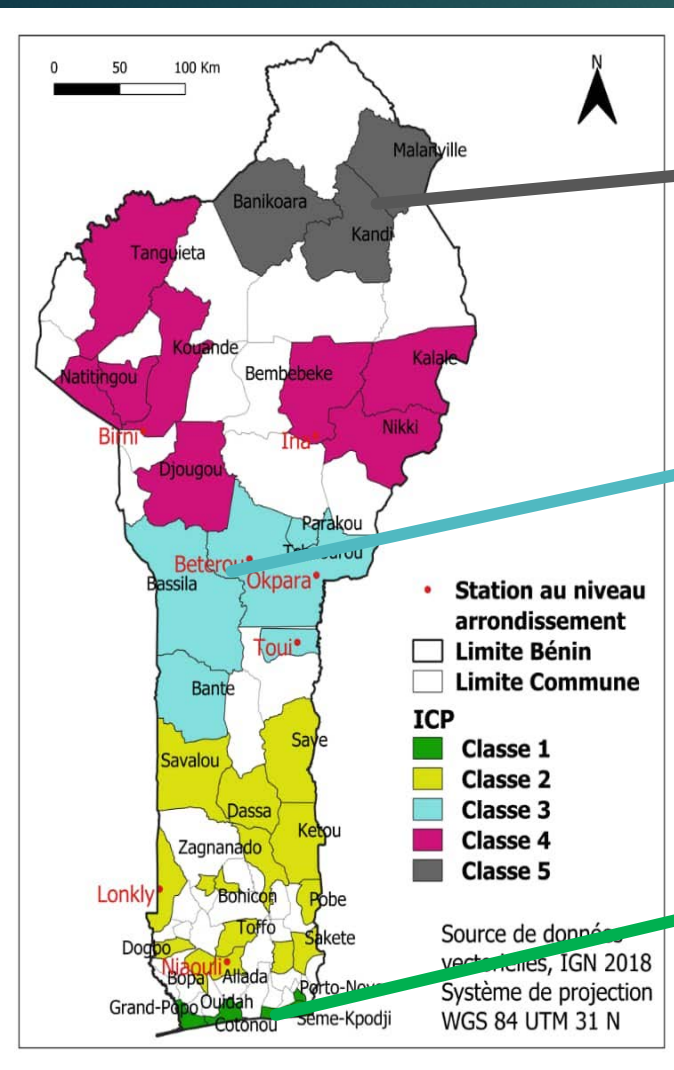 0 50 100 Km
N
Malanville
Banikoara
Kandi
Tanguieta
Kouande
Kalale
Natitingou
Bembebeke
Nikki
Birni
Ina
Djougou
Parakou
Beterou
Bassila
Okpara
Toui
Bante
Save
Savalou
Dassa
Ketou
Zagnanado
Lonkly
Bohicon
Pobe
Toffo
Sakete
Dogbo
Niaouli
Bopa
Allada
Grand-Popo
Ouidah
Cotonou
Seme-Kpodji
Station au niveau
arrondissement
Limite Bénin
Limite Commune
ICP
Classe 1
Classe 2
Classe 3
Classe 4
Classe 5
Source de données
vectorielles, IGN 2018
Système de projection
WGS 84 UTM 31 N